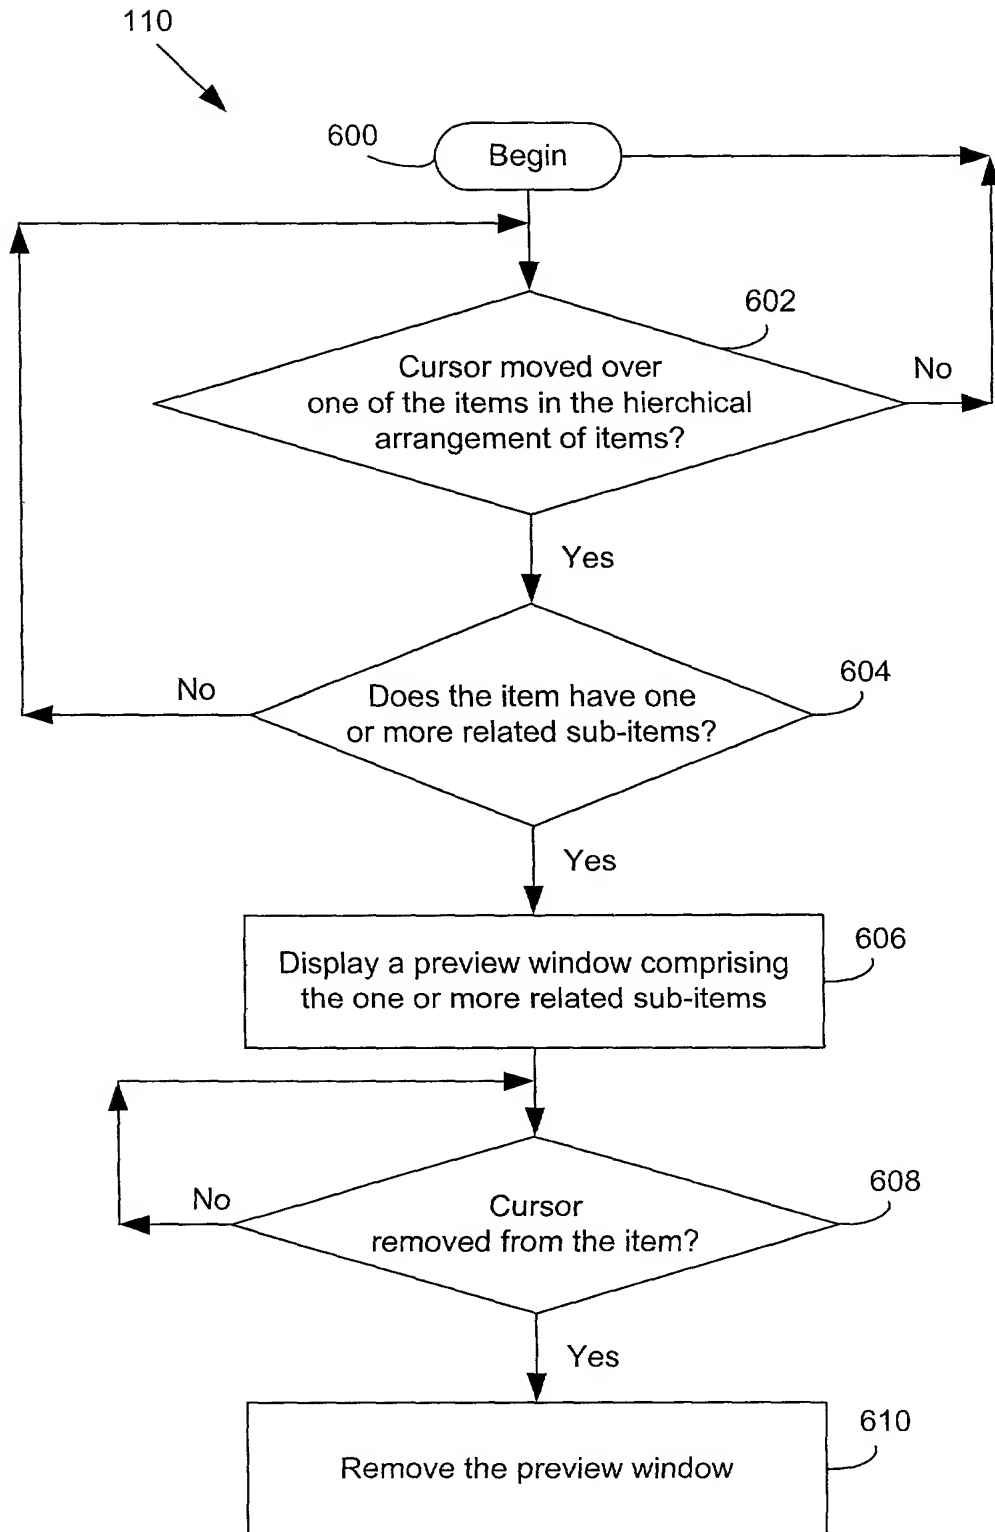 110
600
Begin
602
Cursor moved over
one of the items in the hierchical
arrangement of items?
No
Yes
604
No
Does the item have one
or more related sub-items?
Yes
606
Display a preview window comprising
the one or more related sub-items
608
No
Cursor
removed from the item?
Yes
610
Remove the preview window